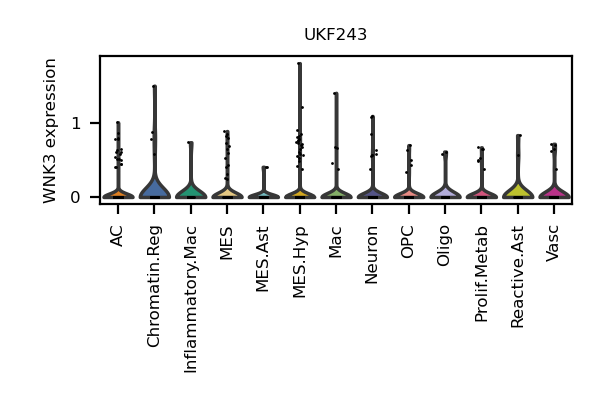 UKF243
WNK3 expression
1
0
AC
Chromatin.Reg
Inflammatory.Mac
MES
MES.Ast
MES.Hyp
Mac
Neuron
OPC
Oligo
Prolif.Metab
Reactive.Ast
Vasc